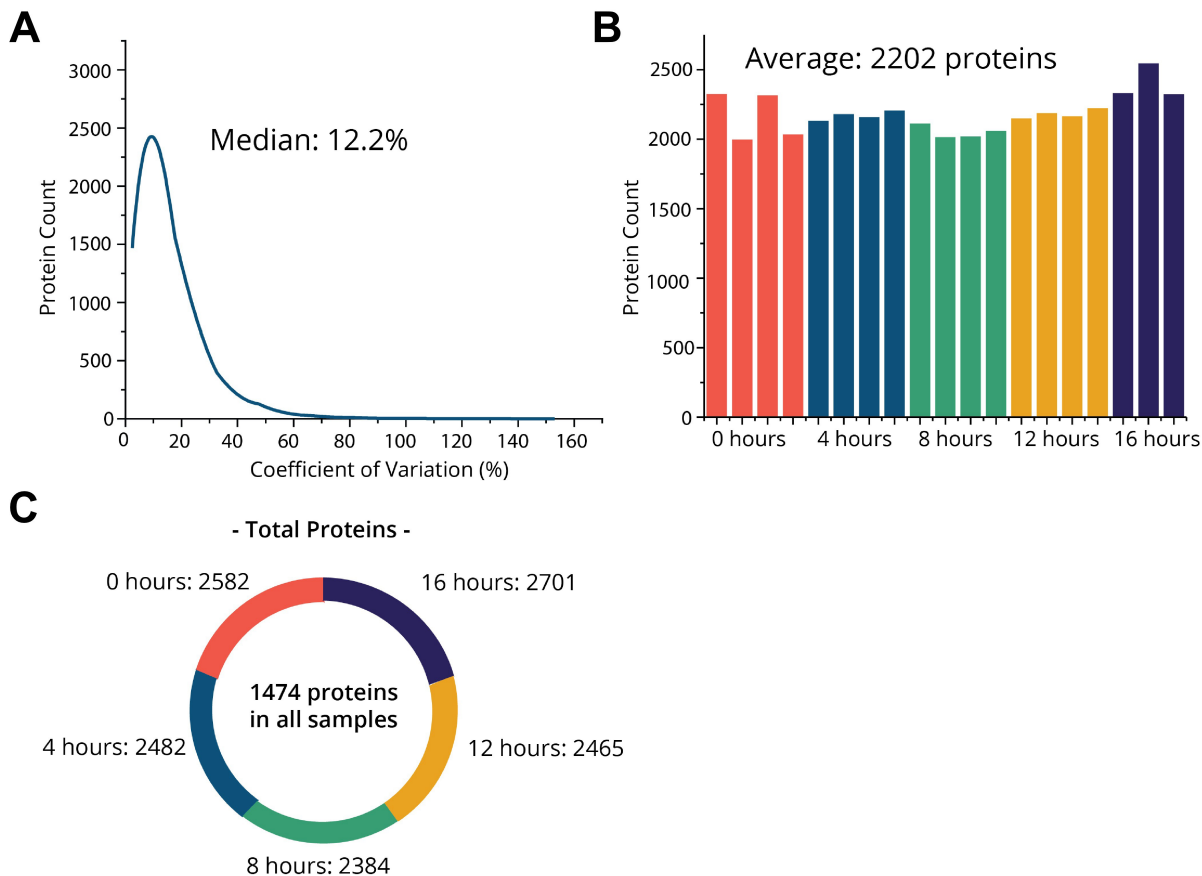 A
3000
2500
2000
1500
1000
500
0
Protein Count
Median: 12.2%
0 20 40 60 80 100 120 140 160
Coefficient of Variation (%)
B
2500
2000
1500
1000
500
0
Protein Count
Average: 2202 proteins
0 hours 4 hours 8 hours 12 hours 16 hours
C
- Total Proteins -
0 hours: 2582
16 hours: 2701
1474 proteins
in all samples
4 hours: 2482
12 hours: 2465
8 hours: 2384